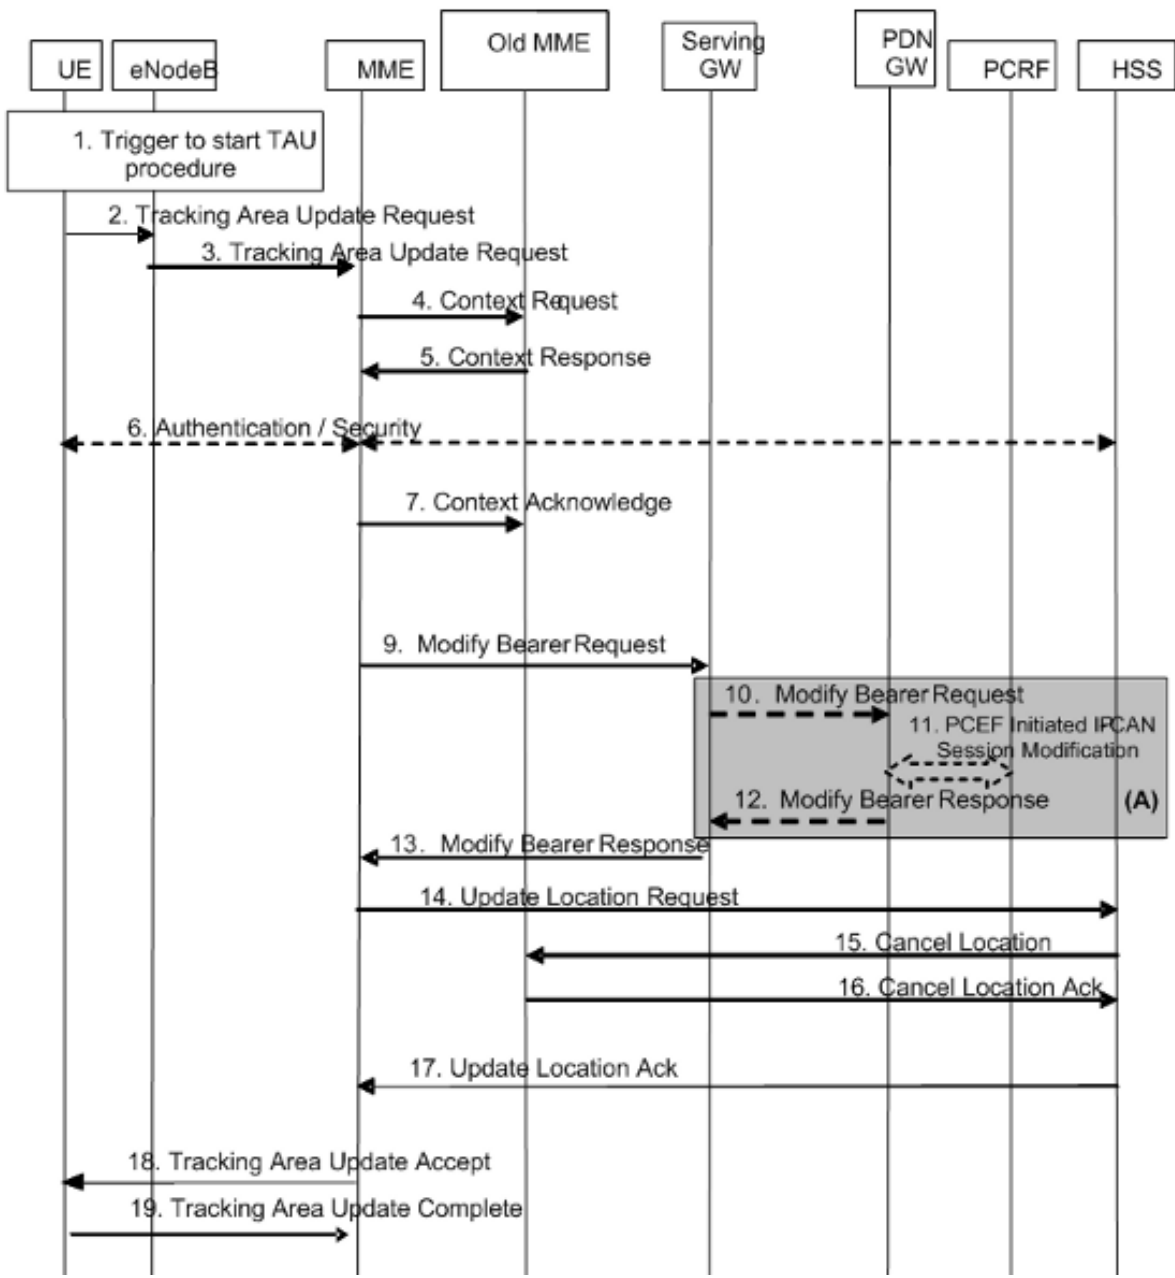 UE
eNodeB
MME
Old MME
Serving
GW
PDN
GW
PCRF
HSS
1. Trigger to start TAU
procedure
2. Tracking Area Update Request
3. Tracking Area Update Request
4. Context Request
5. Context Response
6. Authentication / Security
7. Context Acknowledge
9. Modify Bearer Request
10. Modify Bearer Request
11. PCEF Initiated IP-CAN
Session Modification
12. Modify Bearer Response
(A)
13. Modify Bearer Response
14. Update Location Request
15. Cancel Location
16. Cancel Location Ack
17. Update Location Ack
18. Tracking Area Update Accept
19. Tracking Area Update Complete